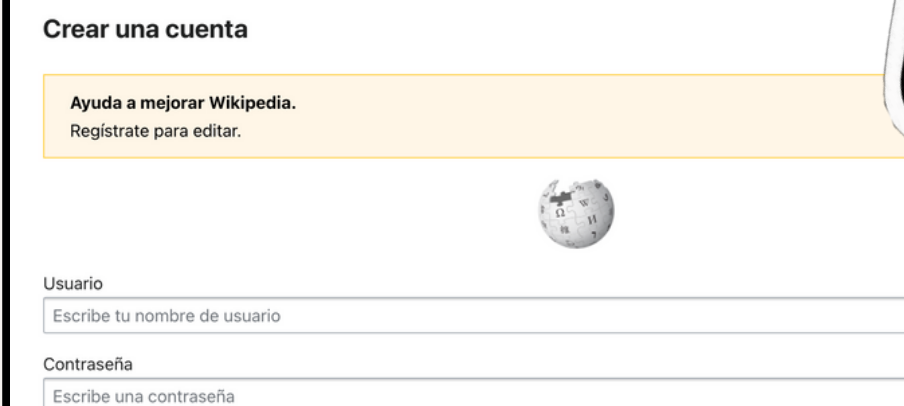 Crear una cuenta
Ayuda a mejorar Wikipedia.
Regístrate para editar.
Ω W И
Usuario
Escribe tu nombre de usuario
Contraseña
Escribe una contraseña